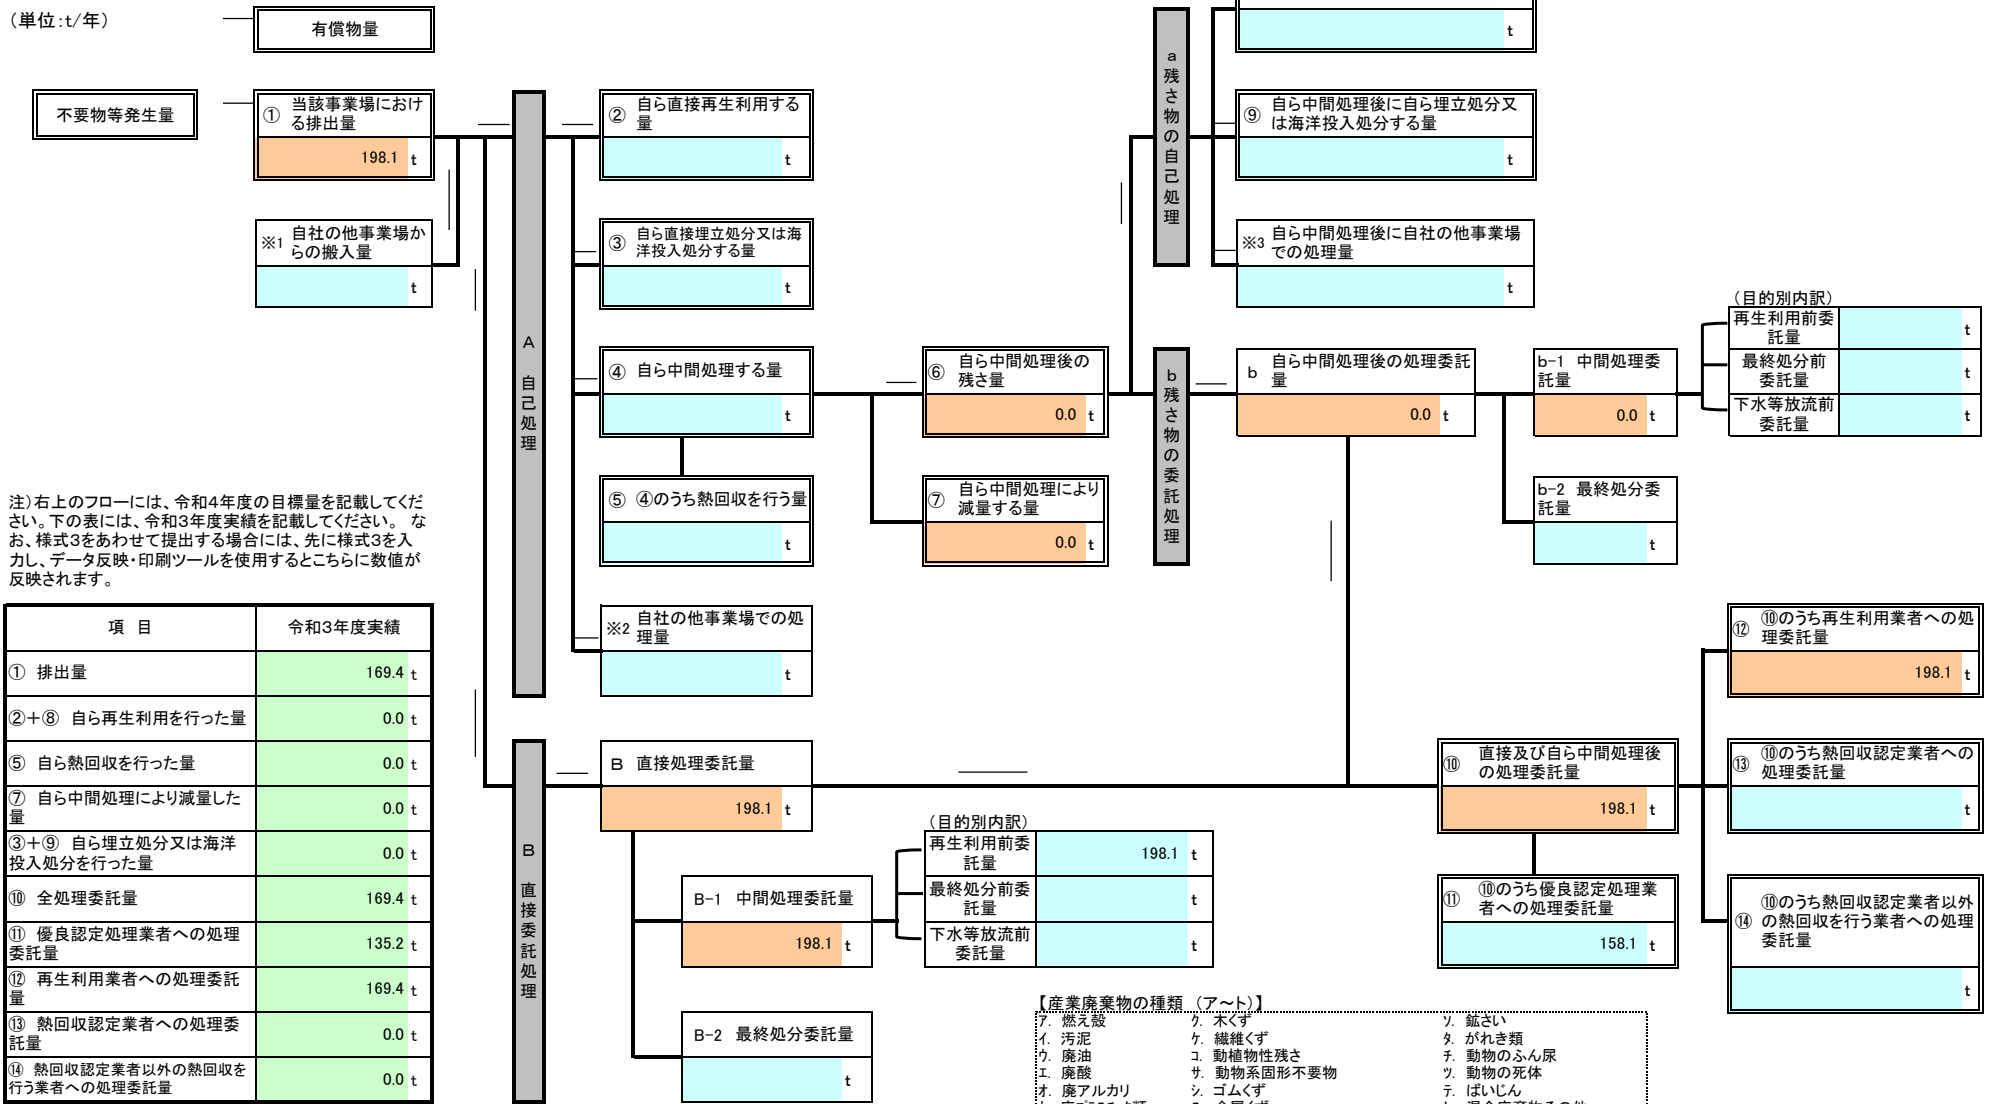 （単位:t/年）
有償物量
不要物等発生量
① 当該事業場におけ
る排出量
198.1 t
※1 自社の他事業場か
らの搬入量
t
A 自己処理
② 自ら直接再生利用する
量
t
③ 自ら直接埋立処分又は海
洋投入処分する量
t
④ 自ら中間処理する量
t
⑤ ④のうち熱回収を行う量
t
※2 自社の他事業場での処
理量
t
⑥ 自ら中間処理後の
残さ量
0.0 t
⑦ 自ら中間処理により
減量する量
0.0 t
a 残さ物の自己処理
t
⑨ 自ら中間処理後に自ら埋立処分又
は海洋投入処分する量
t
※3 自ら中間処理後に自社の他事業場
での処理量
t
b 残さ物の委託処理
b 自ら中間処理後の処理委託
量
0.0 t
b-1 中間処理委
託量
0.0 t
（目的別内訳）
再生利用前委
託量
t
最終処分前
委託量
t
下水等放流前
委託量
t
b-2 最終処分委
託量
t
注）右上のフローには、令和４年度の目標量を記載してくだ
さい。下の表には、令和３年度実績を記載してください。 な
お、様式３をあわせて提出する場合には、先に様式３を入
力し、データ反映・印刷ツールを使用するとこちらに数値が
反映されます。
項 目 令和３年度実績
① 排出量 169.4 t
②＋⑧ 自ら再生利用を行った量 0.0 t
⑤ 自ら熱回収を行った量 0.0 t
⑦ 自ら中間処理により減量した
量 0.0 t
③＋⑨ 自ら埋立処分又は海洋
投入処分を行った量 0.0 t
⑩ 全処理委託量 169.4 t
⑪ 優良認定処理業者への処理
委託量 135.2 t
⑫ 再生利用業者への処理委託
量 169.4 t
⑬ 熱回収認定業者への処理委
託量 0.0 t
⑭ 熱回収認定業者以外の熱回収を
行う業者への処理委託量 0.0 t
B 直接委託処理
B 直接処理委託量
198.1 t
B-1 中間処理委託量
198.1 t
（目的別内訳）
再生利用前委
託量
198.1 t
最終処分前委
託量
t
下水等放流前
委託量
t
B-2 最終処分委託量
t
⑩ 直接及び自ら中間処理後
の処理委託量
198.1 t
⑪ ⑩のうち優良認定処理業
者への処理委託量
158.1 t
⑫ ⑩のうち再生利用業者への処
理委託量
198.1 t
⑬ ⑩のうち熱回収認定業者への
処理委託量
t
⑭ ⑩のうち熱回収認定業者以外
の熱回収を行う業者への処理
委託量
t
【産業廃棄物の種類 （ア～ト）】
ア. 燃え殻 ク. 木くず ソ. 鉱さい
イ. 汚泥 ケ. 繊維くず タ. がれき類
ウ. 廃油 コ. 動植物性残さ チ. 動物のふん尿
エ. 廃酸 サ. 動物系固形不要物 ツ. 動物の死体
オ. 廃アルカリ シ. ゴムくず テ. ばいじん